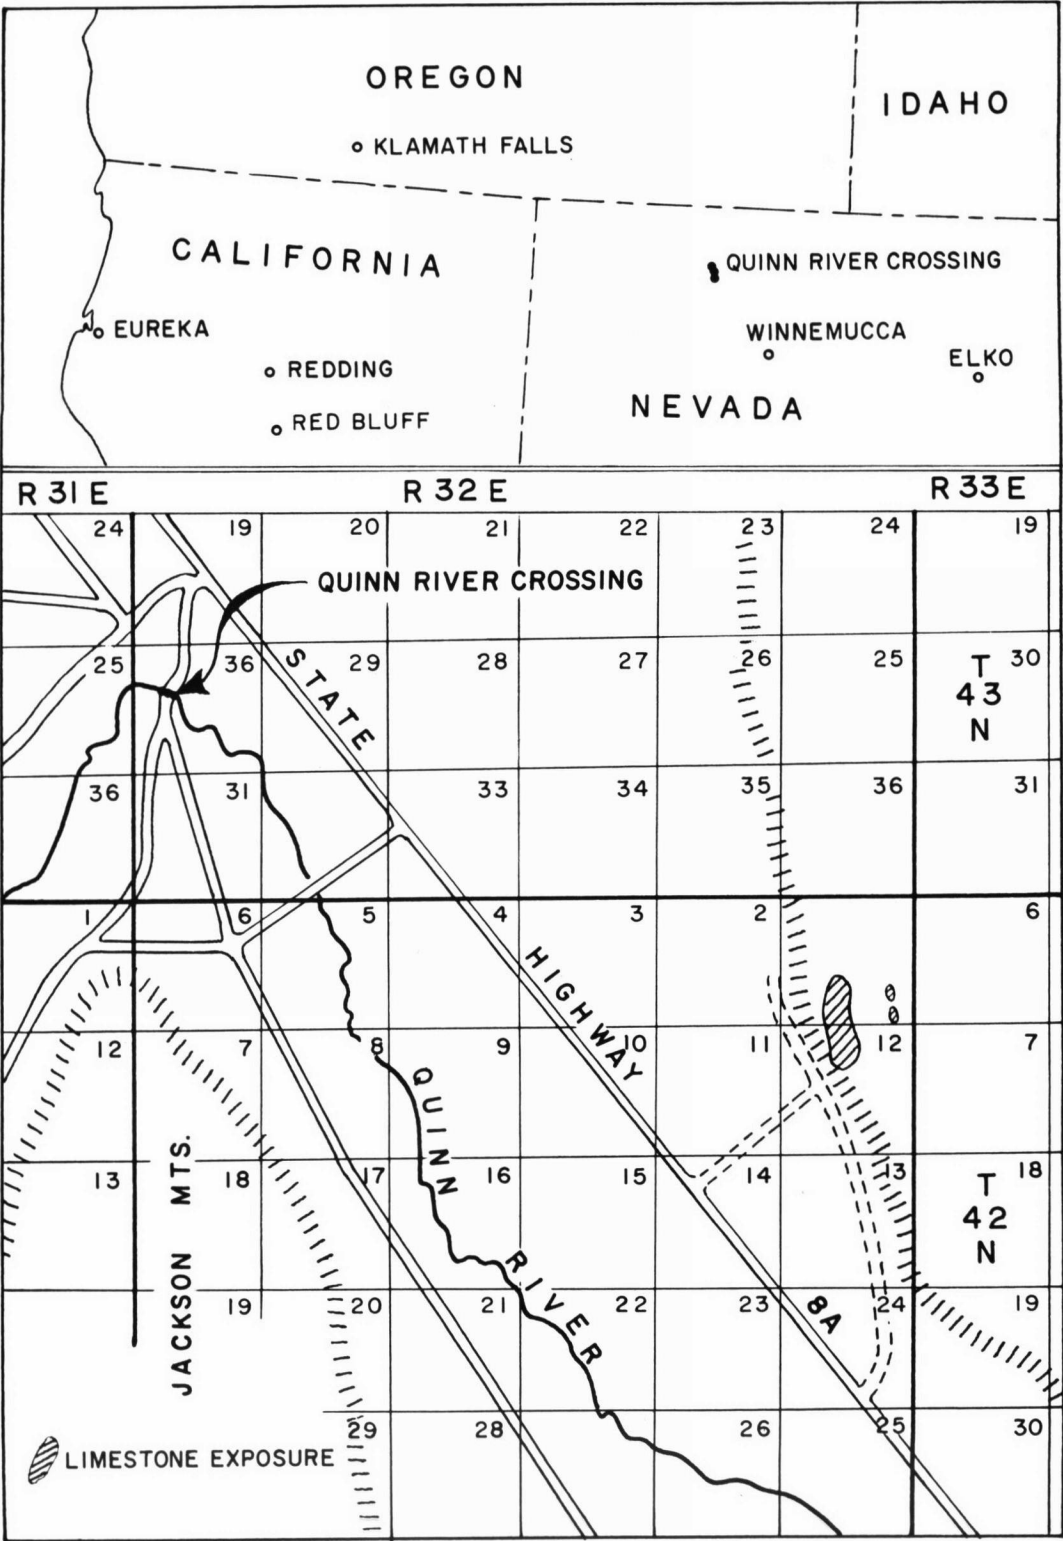 OREGON
IDAHO
KLAMATH FALLS
CALIFORNIA
QUINN RIVER CROSSING
EUREKA
WINNEMUCCA
ELKO
REDDING
NEVADA
RED BLUFF
R 31 E R 32 E R 33 E
24 19 20 21 22 23 24 19
QUINN RIVER CROSSING
STATE
25 36 29 28 27 26 25 30
T
43
N
36 31 33 34 35 36 31
1 6 5 4 3 2 6
HIGHWAY
12 7 8 9 10 11 12 7
QUINN
JACKSON MTS.
13 18 17 16 15 14 13 18
T
42
N
RIVER
8A
19 20 21 22 23 24 19
29 28 26 25 30
LIMESTONE EXPOSURE